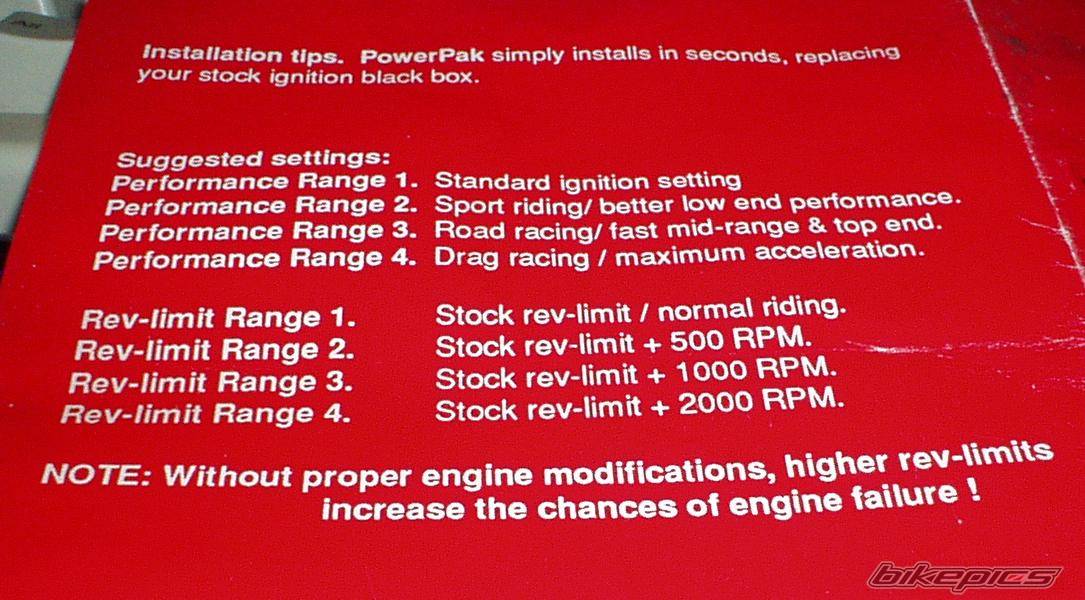 Installation tips. PowerPak simply installs in seconds, replacing
your stock ignition black box.
Suggested settings:
Performance Range 1. Standard ignition setting
Performance Range 2. Sport riding/ better low end performance.
Performance Range 3. Road racing/ fast mid-range & top end.
Performance Range 4. Drag racing / maximum acceleration.
Rev-limit Range 1. Stock rev-limit / normal riding.
Rev-limit Range 2. Stock rev-limit + 500 RPM.
Rev-limit Range 3. Stock rev-limit + 1000 RPM.
Rev-limit Range 4. Stock rev-limit + 2000 RPM.
NOTE: Without proper engine modifications, higher rev-limits
increase the chances of engine failure !
bikepics